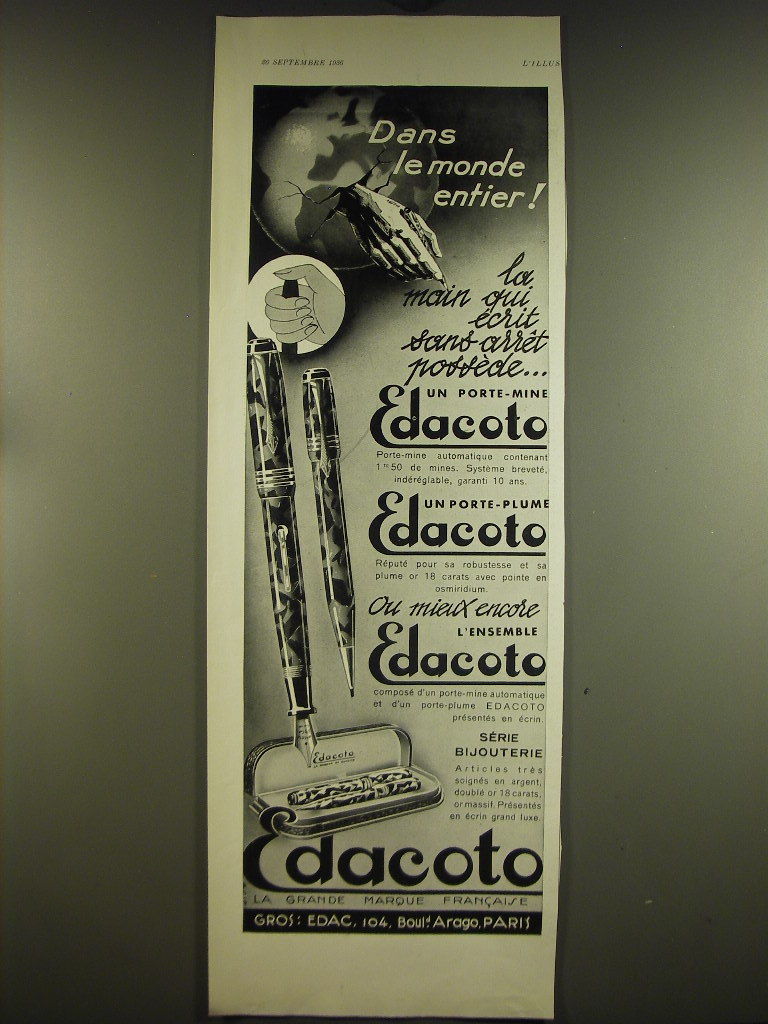 26 SEPTEMBRE 1936
L'ILLUS
Dans
le monde
entier!
la
main qui
écrit
sans arrêt
possède...
UN PORTE-MINE
Edacoto
Porte-mine automatique contenant
1re50 de mines. Système breveté,
indéréglable, garanti 10 ans.
UN PORTE-PLUME
Edacoto
Réputé pour sa robustesse et sa
plume or 18 carats avec pointe en
osmiridium.
Ou mieux encore
L'ENSEMBLE
Edacoto
composé d'un porte-mine automatique
et d'un porte-plume EDACOTO
présentés en écrin.
SÉRIE
BIJOUTERIE
Articles très
soignés en argent,
doublé or 18 carats,
or massif. Présentés
en écrin grand luxe.
Edacoto
Edacoto
LA GRANDE MARQUE FRANÇAISE
GROS: EDAC, 104, Boul.d Arago, PARIS